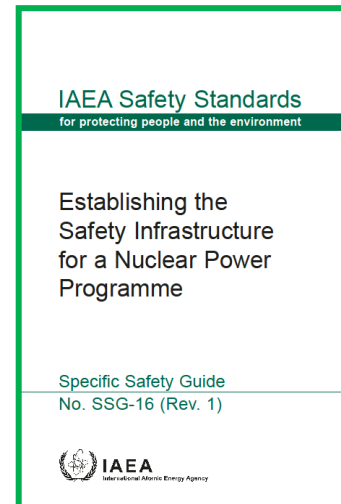 IAEA Safety Standards
for protecting people and the environment
Establishing the
Safety Infrastructure
for a Nuclear Power
Programme
Specific Safety Guide
No. SSG-16 (Rev. 1)
IAEA
International Atomic Energy Agency